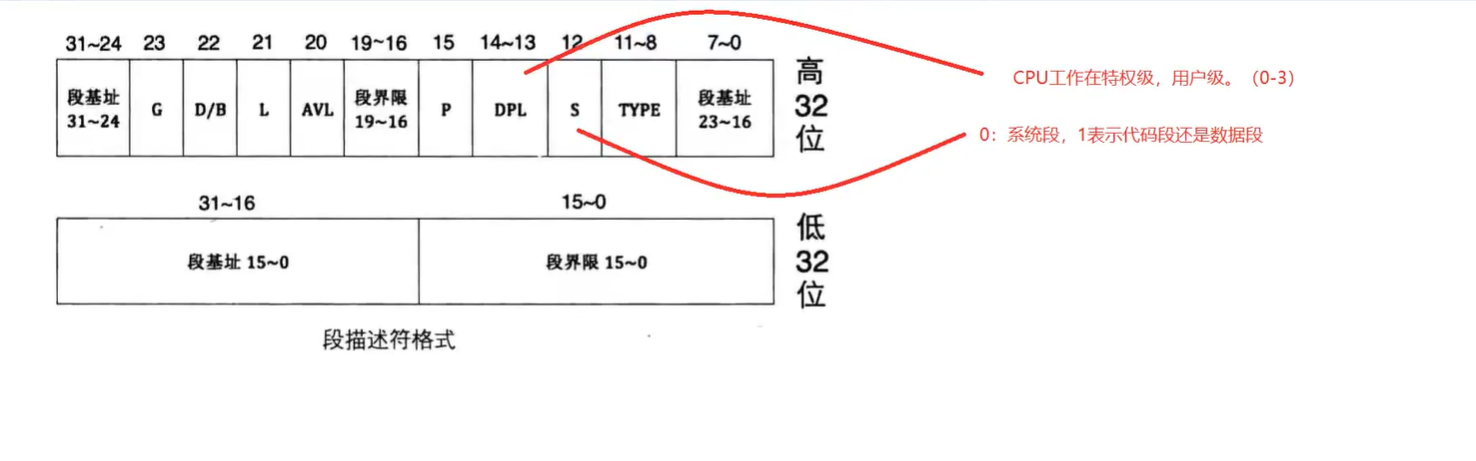 31~24 23 22 21 20 19~16 15 14~13 12 11~8 7~0
段基址 31~24 G D/B L AVL 段界限 19~16 P DPL S TYPE 段基址 23~16
高32位
CPU工作在特权级，用户级。（0-3）
0：系统段，1表示代码段还是数据段
31~16 15~0
段基址 15~0 段界限 15~0
低32位
段描述符格式